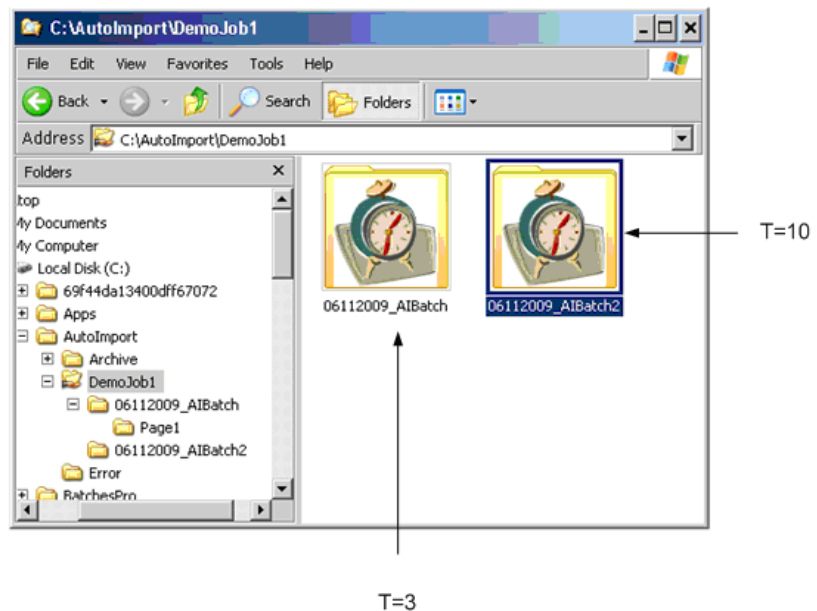 C:\AutoImport\DemoJob1
File Edit View Favorites Tools Help
Back Search Folders
Address C:\AutoImport\DemoJob1
Folders
top
My Documents
My Computer
Local Disk (C:)
69f44da13400dff67072
Apps
AutoImport
Archive
DemoJob1
06112009_AIBatch
Page1
06112009_AIBatch2
Error
BatchesPro
06112009_AIBatch
06112009_AIBatch2
T=10
T=3